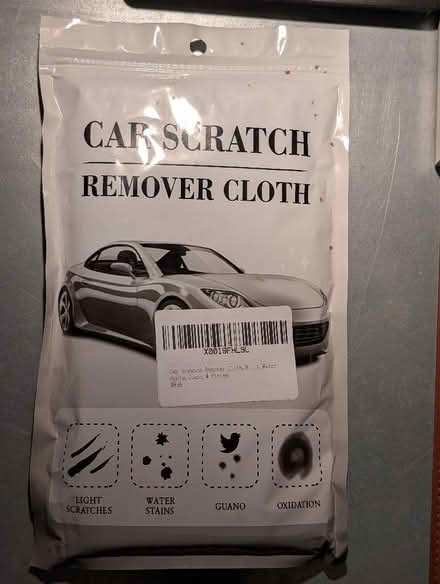 CAR SCRATCH
REMOVER CLOTH
LIGHT
SCRATCHES
WATER
STAINS
GUANO
OXIDATION